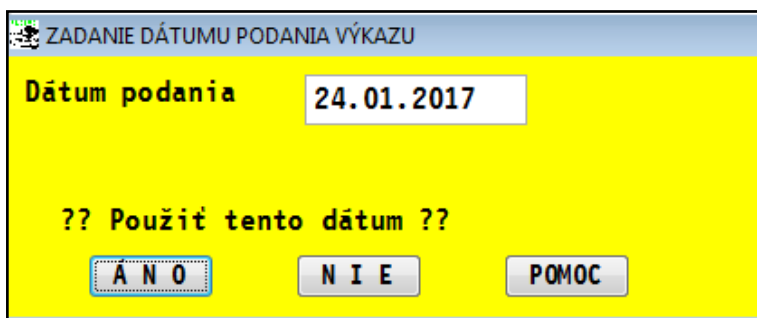 ZADANIE DÁTUMU PODANIA VÝKAZU
Dátum podania 24.01.2017
?? Použiť tento dátum ??
Á N O N I E POMOC